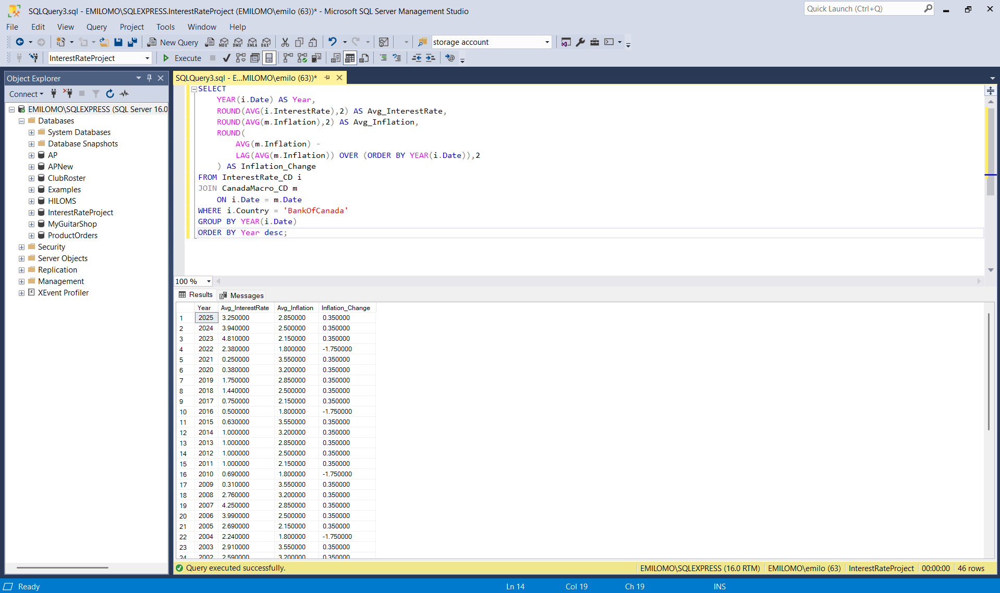 SQLQuery3.sql - EMILOMO\SQLEXPRESS.InterestRateProject (EMILOMO\emilo (63))* - Microsoft SQL Server Management Studio
Quick Launch (Ctrl+Q)
File Edit View Query Project Tools Window Help
New Query MDX DMX XMLA DAX storage account
InterestRateProject Execute
Object Explorer
SQLQuery3.sql - E...MILOMO\emilo (63))*
Connect
EMILOMO\SQLEXPRESS (SQL Server 16.0
Databases
System Databases
Database Snapshots
AP
APNew
ClubRoster
Examples
HILOMS
InterestRateProject
MyGuitarShop
ProductOrders
Security
Server Objects
Replication
Management
XEvent Profiler
SELECT
YEAR(i.Date) AS Year,
ROUND(AVG(i.InterestRate),2) AS Avg_InterestRate,
ROUND(AVG(m.Inflation),2) AS Avg_Inflation,
ROUND(
AVG(m.Inflation) -
LAG(AVG(m.Inflation)) OVER (ORDER BY YEAR(i.Date)),2
) AS Inflation_Change
FROM InterestRate_CD i
JOIN CanadaMacro_CD m
ON i.Date = m.Date
WHERE i.Country = 'BankOfCanada'
GROUP BY YEAR(i.Date)
ORDER BY Year desc;
100 %
Results Messages
Year Avg_InterestRate Avg_Inflation Inflation_Change
1 2025 3.250000 2.850000 0.350000
2 2024 3.940000 2.500000 0.350000
3 2023 4.810000 2.150000 0.350000
4 2022 2.380000 1.800000 -1.750000
5 2021 0.250000 3.550000 0.350000
6 2020 0.380000 3.200000 0.350000
7 2019 1.750000 2.850000 0.350000
8 2018 1.440000 2.500000 0.350000
9 2017 0.750000 2.150000 0.350000
10 2016 0.500000 1.800000 -1.750000
11 2015 0.630000 3.550000 0.350000
12 2014 1.000000 3.200000 0.350000
13 2013 1.000000 2.850000 0.350000
14 2012 1.000000 2.500000 0.350000
15 2011 1.000000 2.150000 0.350000
16 2010 0.690000 1.800000 -1.750000
17 2009 0.310000 3.550000 0.350000
18 2008 2.760000 3.200000 0.350000
19 2007 4.250000 2.850000 0.350000
20 2006 3.990000 2.500000 0.350000
21 2005 2.690000 2.150000 0.350000
22 2004 2.240000 1.800000 -1.750000
23 2003 2.910000 3.550000 0.350000
24 2002 2.590000 3.200000 0.350000
Query executed successfully. EMILOMO\SQLEXPRESS (16.0 RTM) EMILOMO\emilo (63) InterestRateProject 00:00:00 46 rows
Ready Ln 14 Col 19 Ch 19 INS